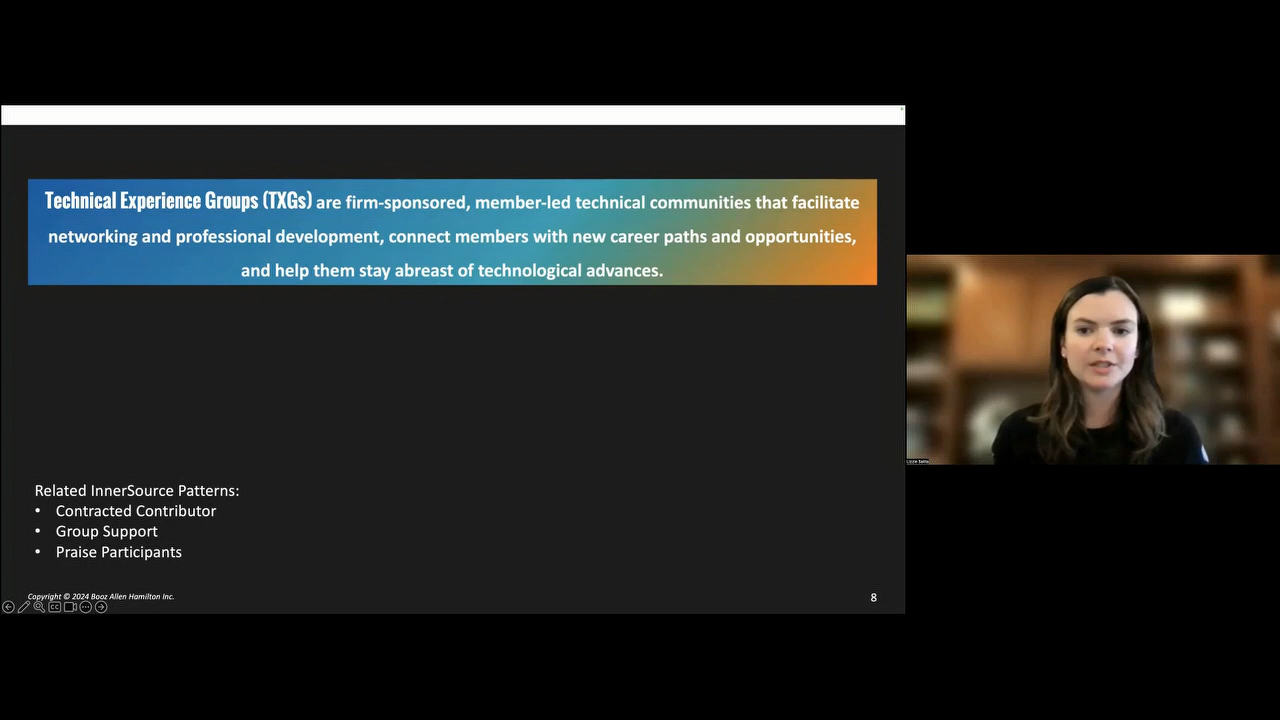 Technical Experience Groups (TXGs) are firm-sponsored, member-led technical communities that facilitate
networking and professional development, connect members with new career paths and opportunities,
and help them stay abreast of technological advances.
Related InnerSource Patterns:
• Contracted Contributor
• Group Support
• Praise Participants
Copyright © 2024 Booz Allen Hamilton Inc.
8